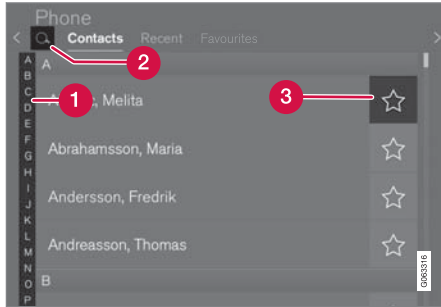 Phone
Contacts Recent Favourites
2
A
B
C
D
E
F
G
H
I
J
K
L
M
N
O
P
A
1
Melita
3
Abrahamsson, Maria
Andersson, Fredrik
Andreasson, Thomas
B
G063316